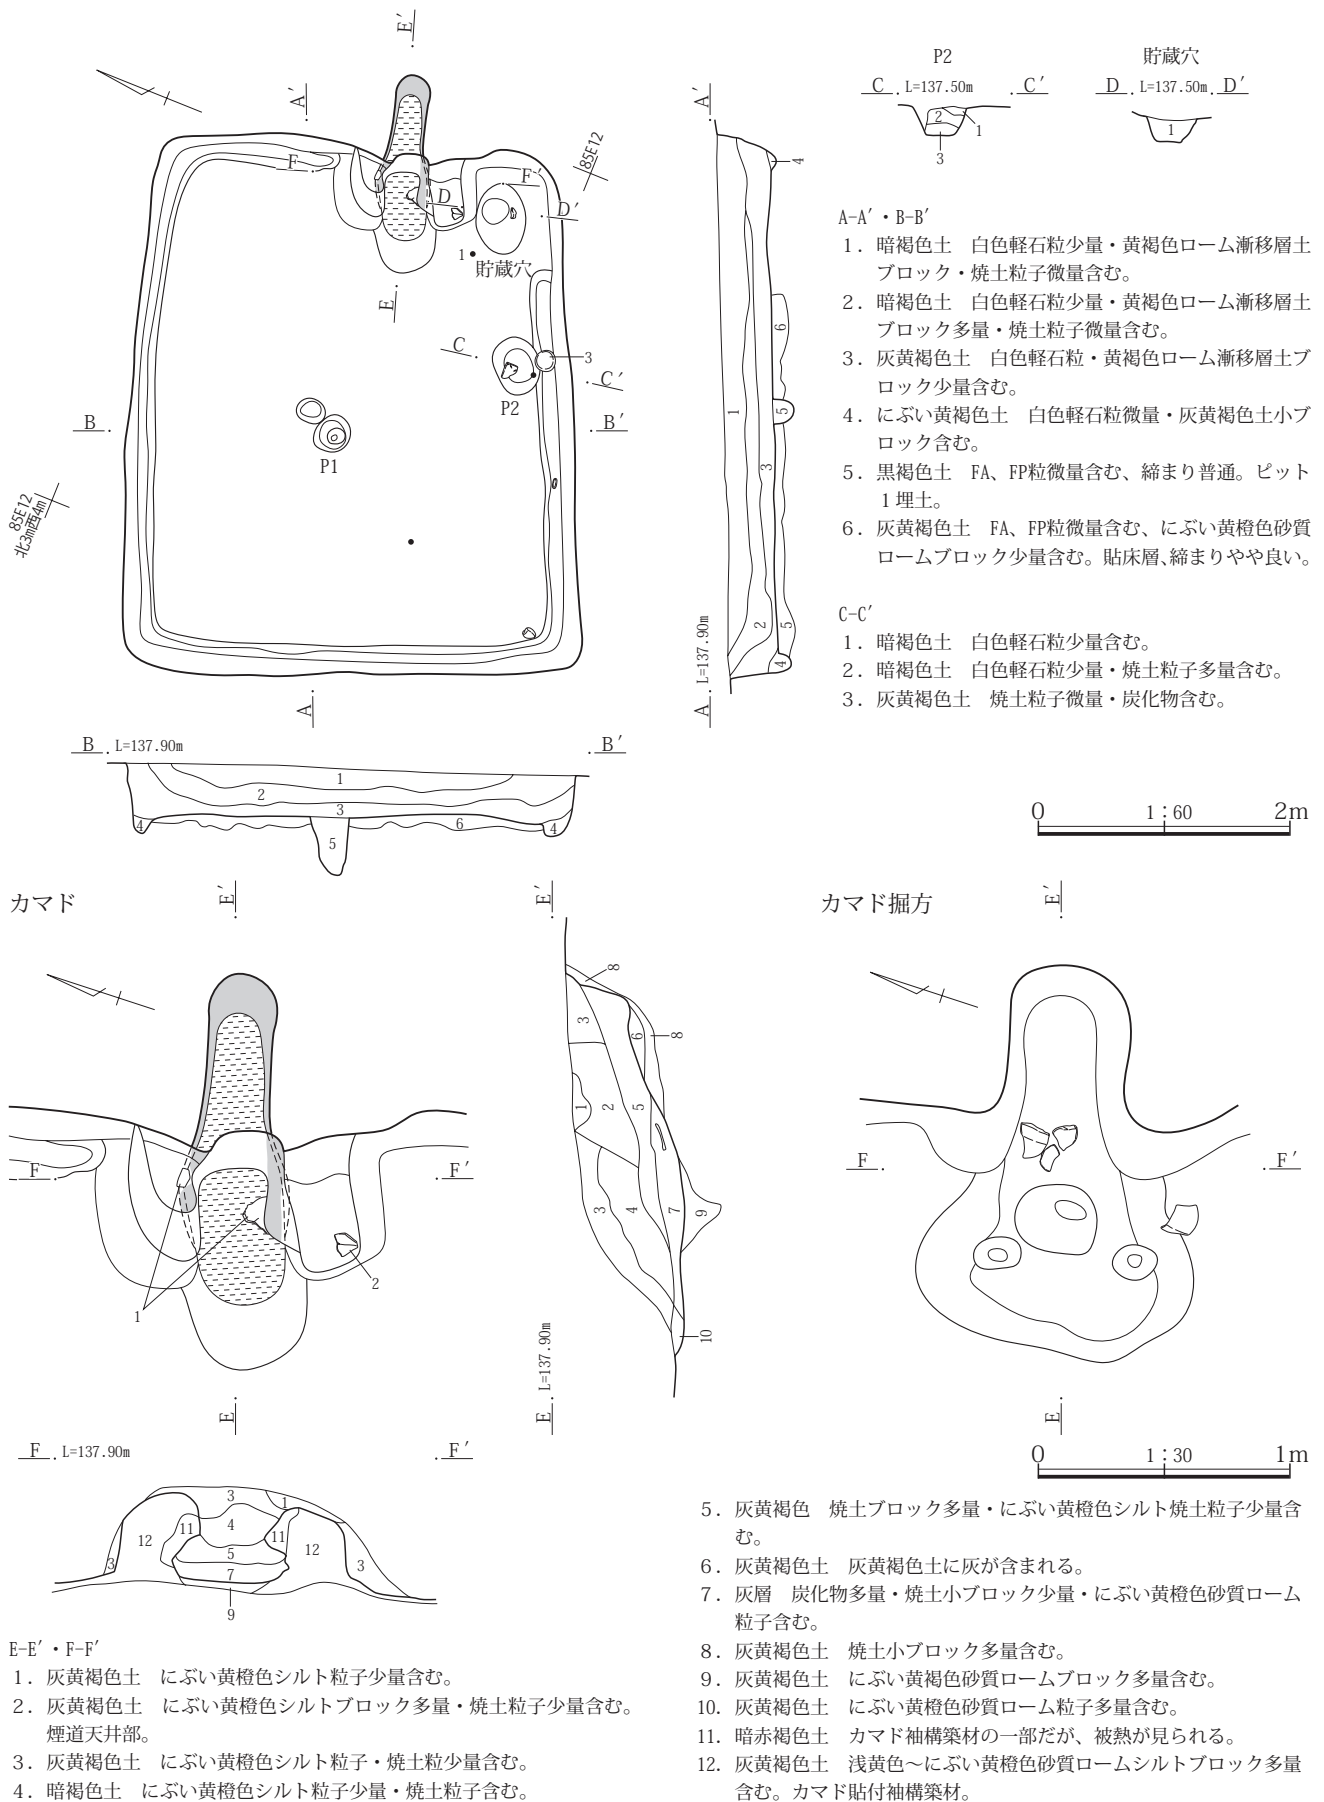 E′
A′
F
F′
D
D′
85E12
1
貯蔵穴
E
C
3
C′
P2
B
B′
P1
85E12
北3m西4m
A
A′
4
6
1
5
3
2
5
4
A L=137.90m
P2
C L=137.50m C′
2
1
3
貯蔵穴
D L=137.50m D′
1
A-A′・B-B′
1. 暗褐色土 白色軽石粒少量・黄褐色ローム漸移層土
ブロック・焼土粒子微量含む。
2. 暗褐色土 白色軽石粒少量・黄褐色ローム漸移層土
ブロック多量・焼土粒子微量含む。
3. 灰黄褐色土 白色軽石粒・黄褐色ローム漸移層土ブ
ロック少量含む。
4. にぶい黄褐色土 白色軽石粒微量・灰黄褐色土小ブ
ロック含む。
5. 黒褐色土 FA、FP粒微量含む、締まり普通。ピット
1埋土。
6. 灰黄褐色土 FA、FP粒微量含む、にぶい黄橙色砂質
ロームブロック少量含む。貼床層、締まりやや良い。
C-C′
1. 暗褐色土 白色軽石粒少量含む。
2. 暗褐色土 白色軽石粒少量・焼土粒子多量含む。
3. 灰黄褐色土 焼土粒子微量・炭化物含む。
B L=137.90m B′
1
2
3
4
6
4
5
0 1:60 2m
カマド
E′
F
F′
1
2
E
E′
8
3
6
8
1
2
5
3
4
7
9
10
E L=137.90m
カマド掘方
E′
F
F′
E
0 1:30 1m
F L=137.90m F′
3
1
4
11
11
12
12
5
3
3
7
9
E-E′・F-F′
1. 灰黄褐色土 にぶい黄橙色シルト粒子少量含む。
2. 灰黄褐色土 にぶい黄橙色シルトブロック多量・焼土粒子少量含む。
煙道天井部。
3. 灰黄褐色土 にぶい黄橙色シルト粒子・焼土粒少量含む。
4. 暗褐色土 にぶい黄橙色シルト粒子少量・焼土粒子含む。
5. 灰黄褐色 焼土ブロック多量・にぶい黄橙色シルト焼土粒子少量含
む。
6. 灰黄褐色土 灰黄褐色土に灰が含まれる。
7. 灰層 炭化物多量・焼土小ブロック少量・にぶい黄橙色砂質ローム
粒子含む。
8. 灰黄褐色土 焼土小ブロック多量含む。
9. 灰黄褐色土 にぶい黄褐色砂質ロームブロック多量含む。
10. 灰黄褐色土 にぶい黄橙色砂質ローム粒子多量含む。
11. 暗赤褐色土 カマド袖構築材の一部だが、被熱が見られる。
12. 灰黄褐色土 浅黄色〜にぶい黄橙色砂質ロームシルトブロック多量
含む。カマド貼付袖構築材。